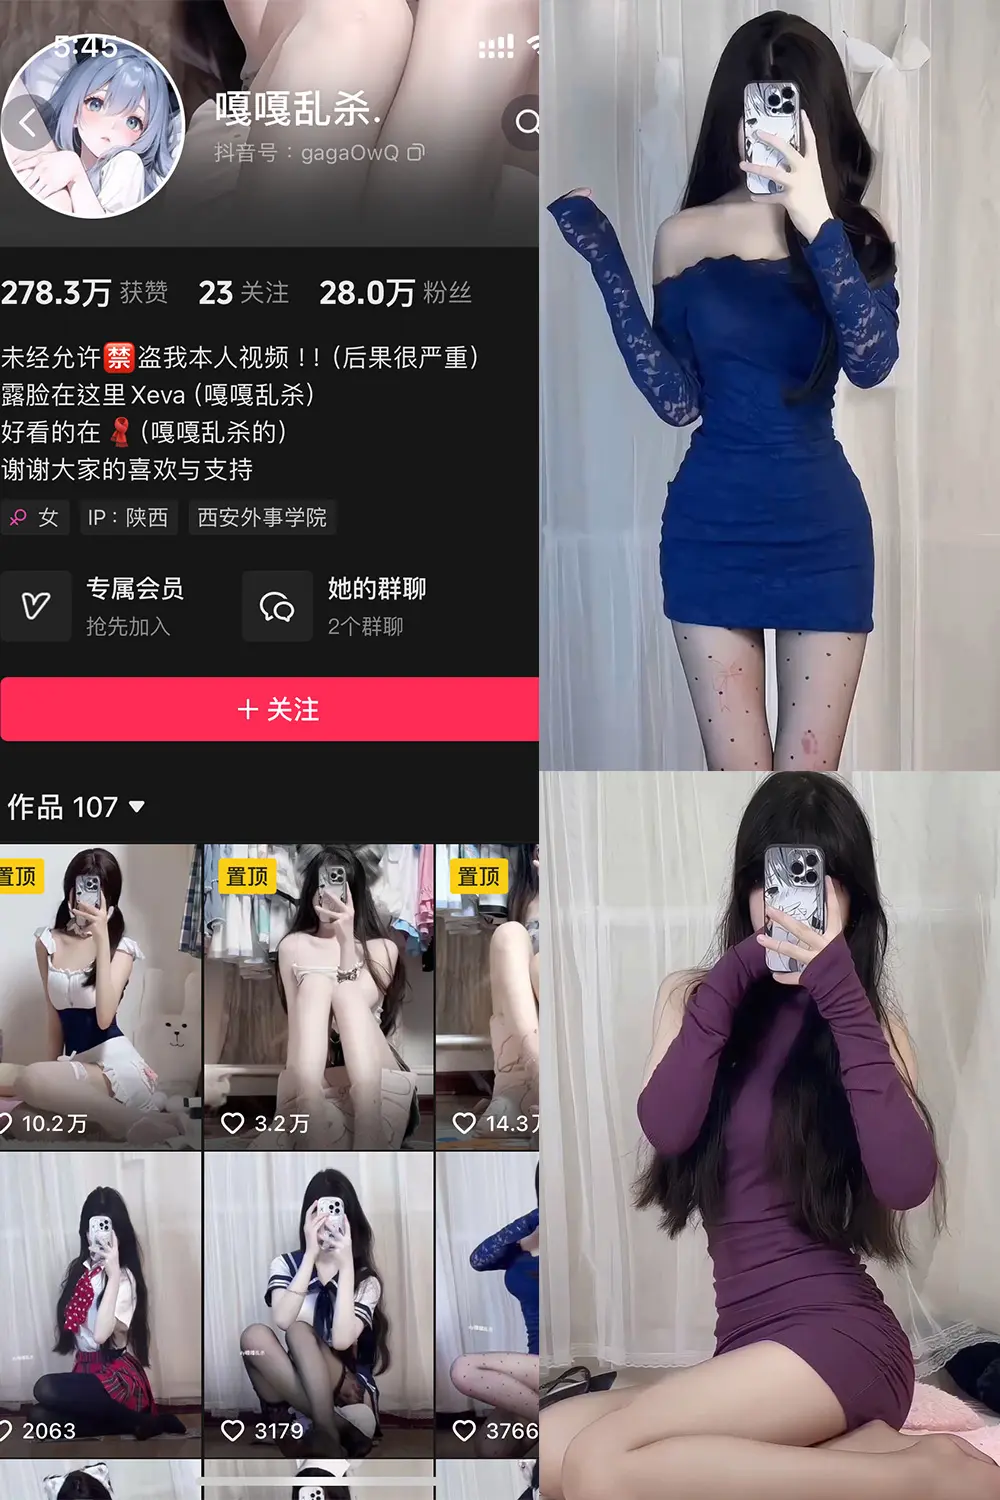 5:45
嘎嘎乱杀.
抖音号：gagaOwQ
278.3万 获赞 23 关注 28.0万 粉丝
未经允许🈲盗我本人视频！！（后果很严重）
露脸在这里Xeva（嘎嘎乱杀）
好看的在🧣（嘎嘎乱杀的）
谢谢大家的喜欢与支持
女 IP：陕西 西安外事学院
专属会员 她的群聊
抢先加入 2个群聊
+ 关注
作品 107
置顶 置顶 置顶
10.2万 3.2万 14.3万
2063 3179 3766